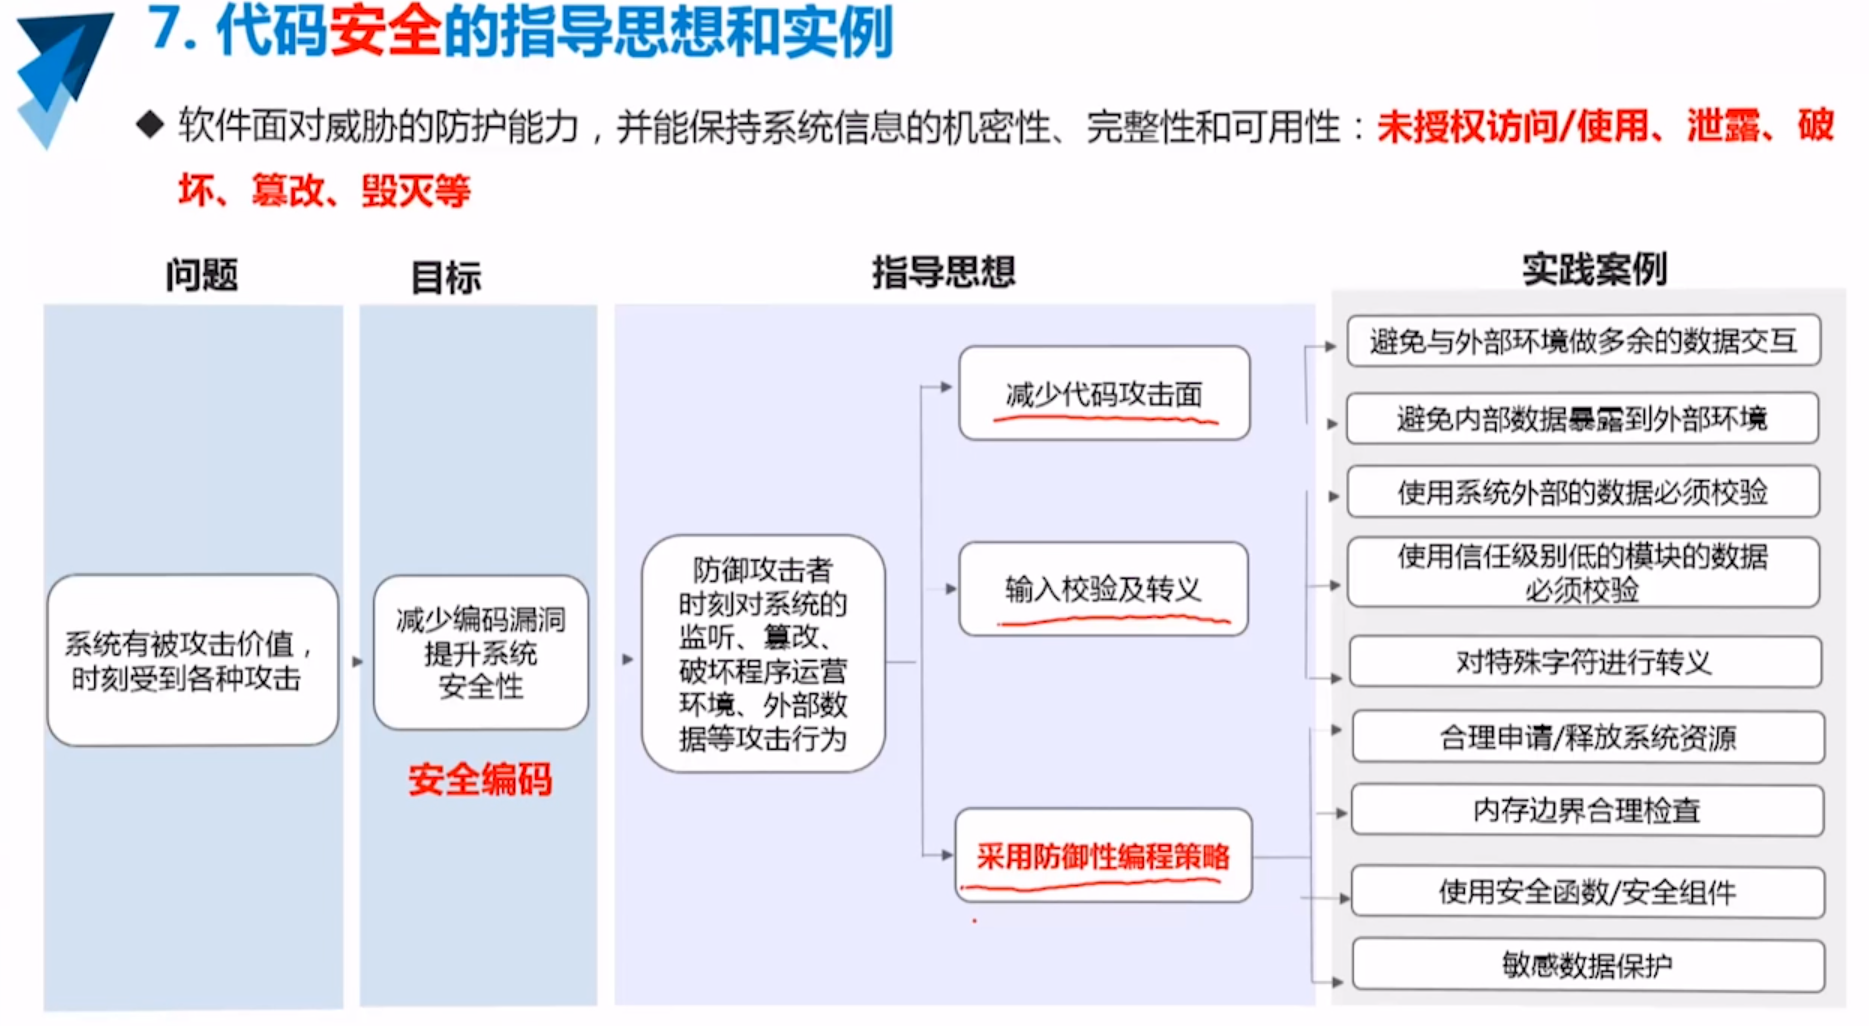 7. 代码安全的指导思想和实例
◆ 软件面对威胁的防护能力，并能保持系统信息的机密性、完整性和可用性：未授权访问/使用、泄露、破
坏、篡改、毁灭等
问题
目标
指导思想
实践案例
系统有被攻击价值，
时刻受到各种攻击
减少编码漏洞
提升系统
安全性
安全编码
防御攻击者
时刻对系统的
监听、篡改、
破坏程序运营
环境、外部数
据等攻击行为
减少代码攻击面
输入校验及转义
采用防御性编程策略
避免与外部环境做多余的数据交互
避免内部数据暴露到外部环境
使用系统外部的数据必须校验
使用信任级别低的模块的数据
必须校验
对特殊字符进行转义
合理申请/释放系统资源
内存边界合理检查
使用安全函数/安全组件
敏感数据保护